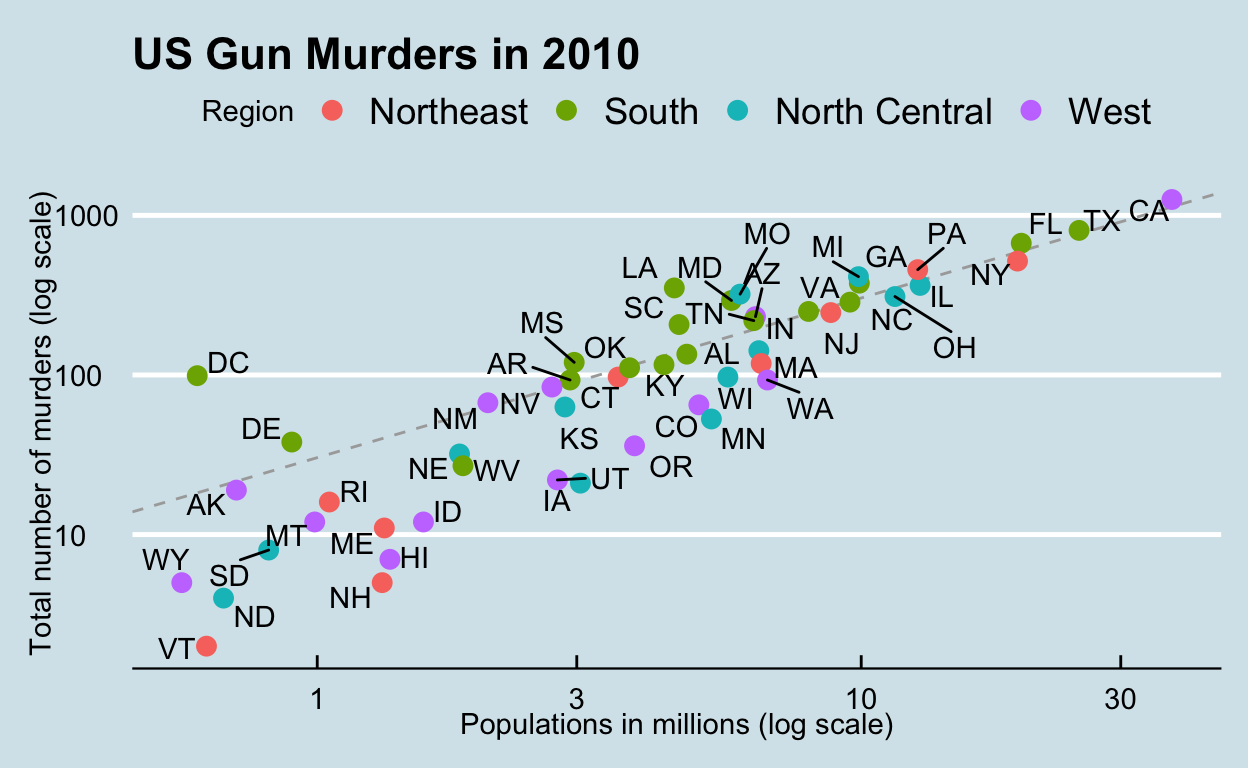 US Gun Murders in 2010
Region Northeast South North Central West
Total number of murders (log scale)
1000
100
10
CA
TX
FL
NY
PA
GA
MI
MO
AZ
MD
LA
SC
TN
VA
IL
NC
OH
NJ
IN
MS
OK
AL
MA
AR
KY
WI
WA
CT
NV
NM
CO
MN
KS
DC
DE
NE
WV
OR
UT
IA
AK
RI
ID
MT
ME
HI
WY
SD
NH
ND
VT
1
3
10
30
Populations in millions (log scale)